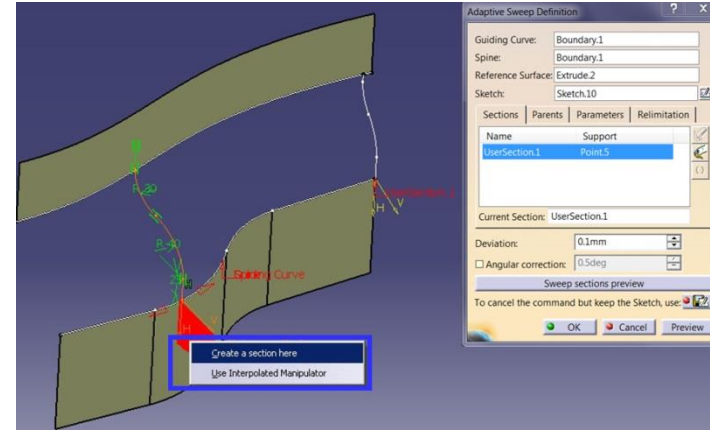 Adaptive Sweep Definition
? X
Guiding Curve: Boundary.1
Spine: Boundary.1
Reference Surface: Extrude.2
Sketch: Sketch.10
Sections Parents Parameters Relimitation
Name Support
UserSection.1 Point.5
Current Section: UserSection.1
Deviation: 0.1mm
Angular correction: 0.5deg
Sweep sections preview
To cancel the command but keep the Sketch, use:
OK Cancel Preview
R 30
H V
R 40
Guiding Curve
V
H
Create a section here
Use Interpolated Manipulator